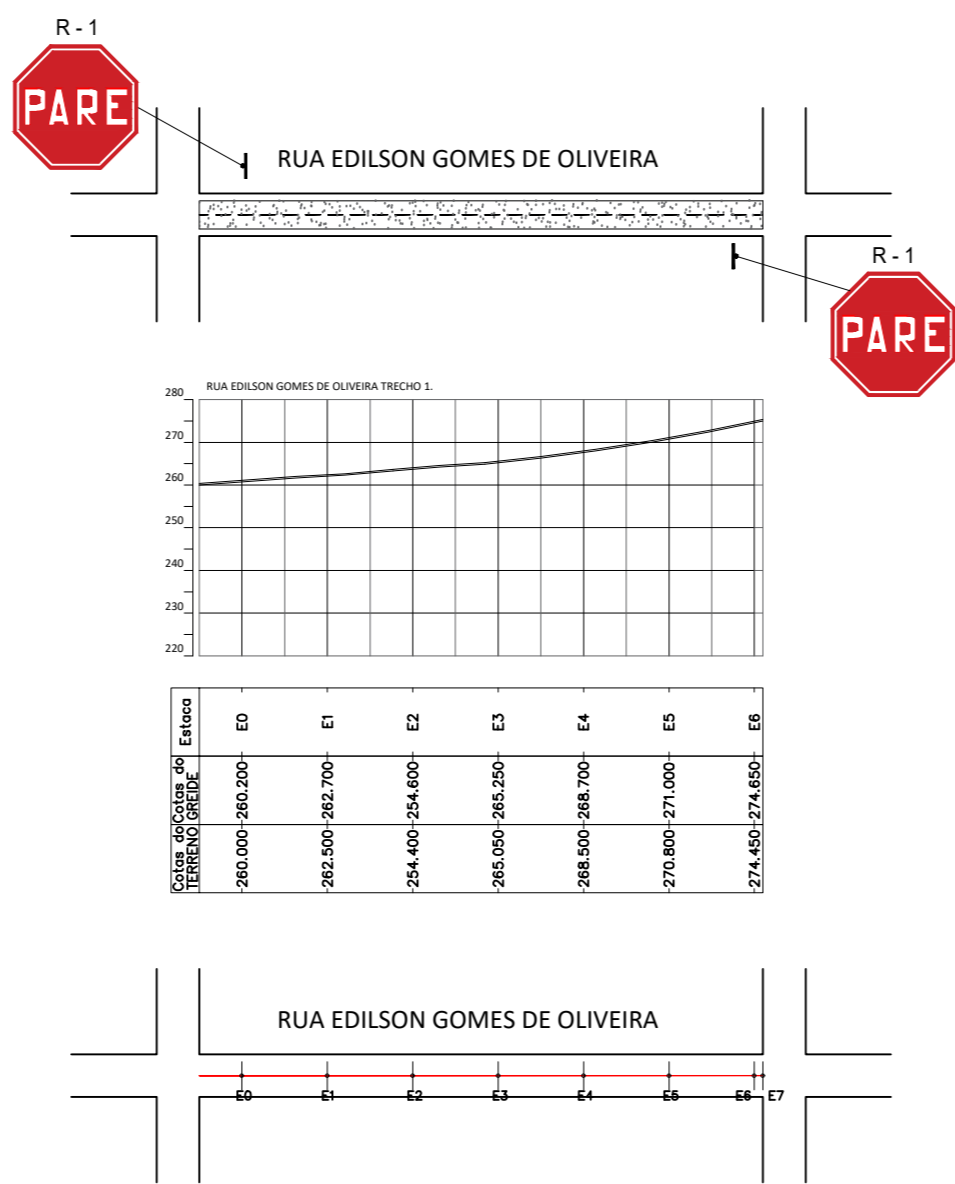 R - 1
PARE
RUA EDILSON GOMES DE OLIVEIRA
R - 1
PARE
RUA EDILSON GOMES DE OLIVEIRA TRECHO 1.
280
270
260
250
240
230
220
Estaca
E0
E1
E2
E3
E4
E5
E6
Cotas do
GREIDE
260.200
262.700
254.600
265.250
268.700
271.000
274.650
Cotas do
TERRENO
260.000
262.500
254.400
265.050
268.500
270.800
274.450
RUA EDILSON GOMES DE OLIVEIRA
E0 E1 E2 E3 E4 E5 E6 E7